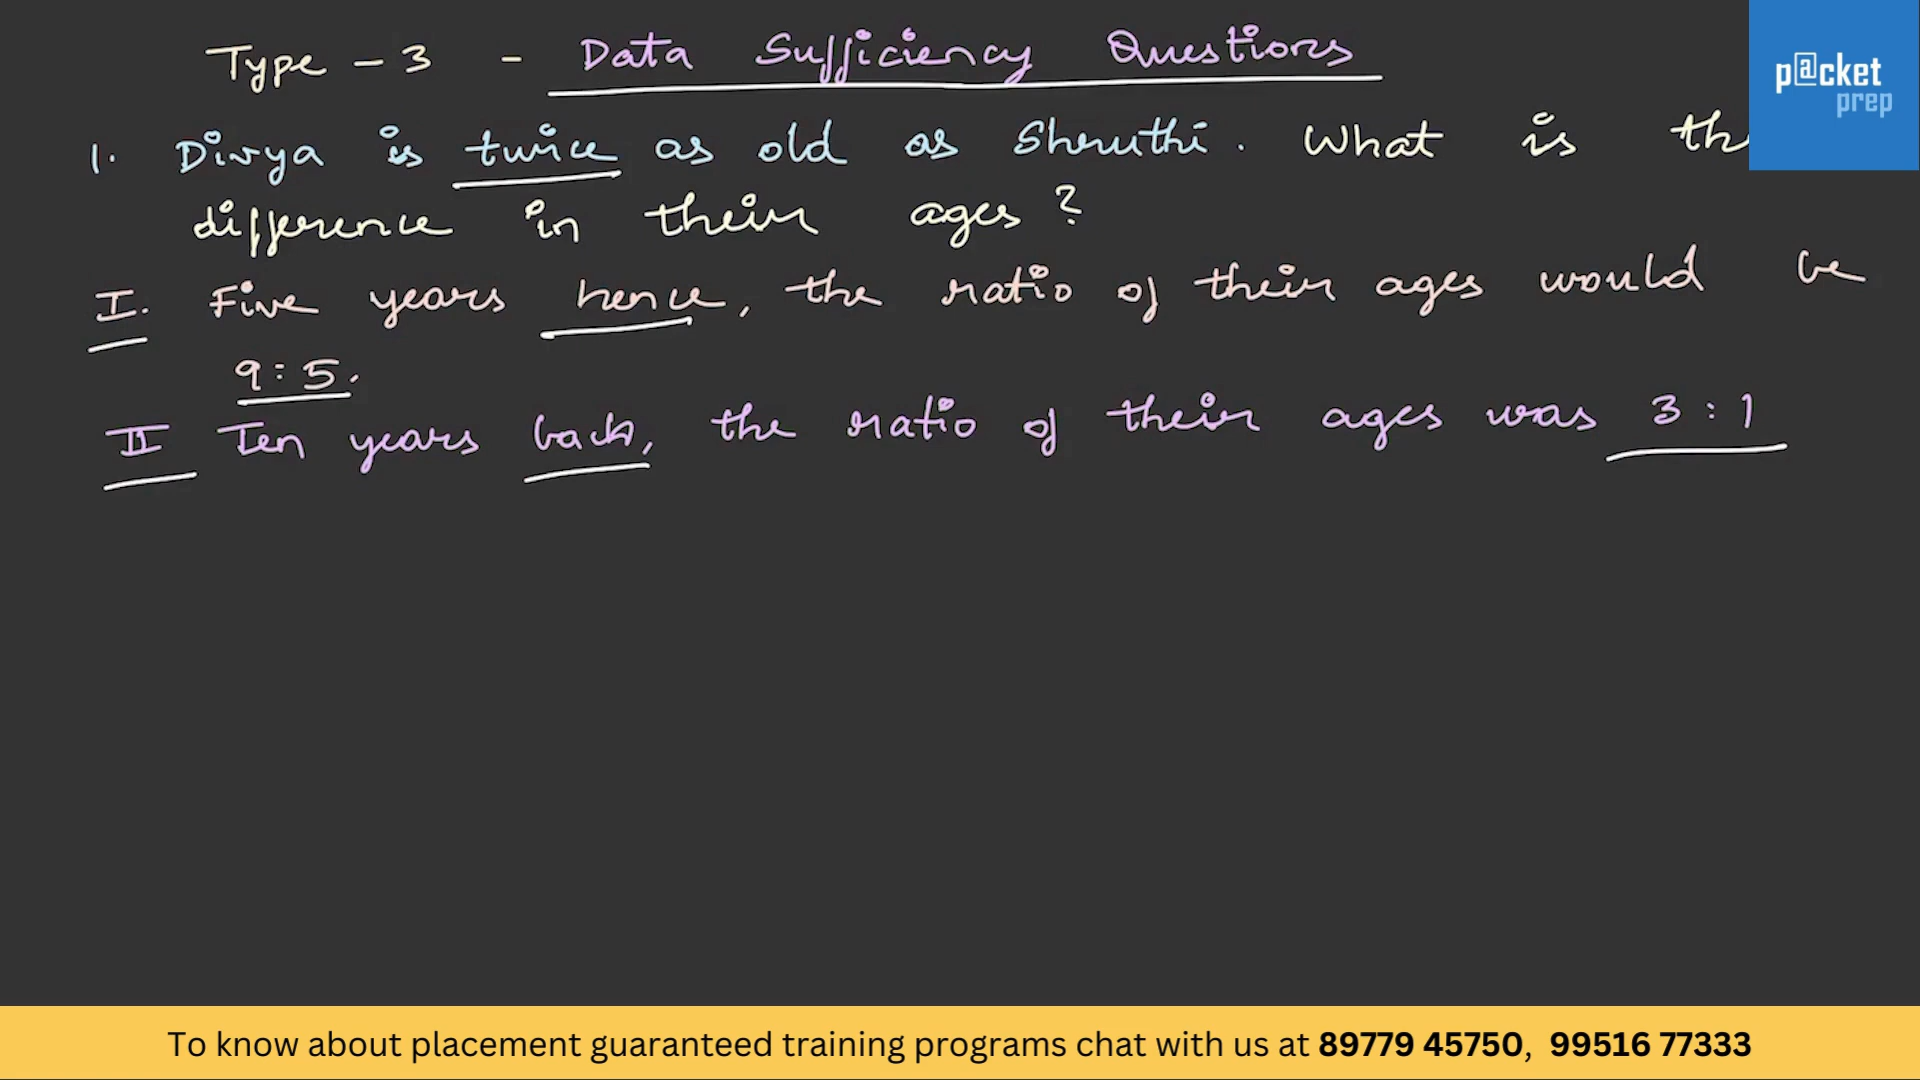 Type - 3 - Data Sufficiency Questions
p@cket
prep
1. Divya is twice as old as Shruthi. What is th
difference in their ages?
I. Five years hence, the ratio of their ages would be
9:5.
II Ten years back, the ratio of their ages was 3:1
To know about placement guaranteed training programs chat with us at 89779 45750, 99516 77333